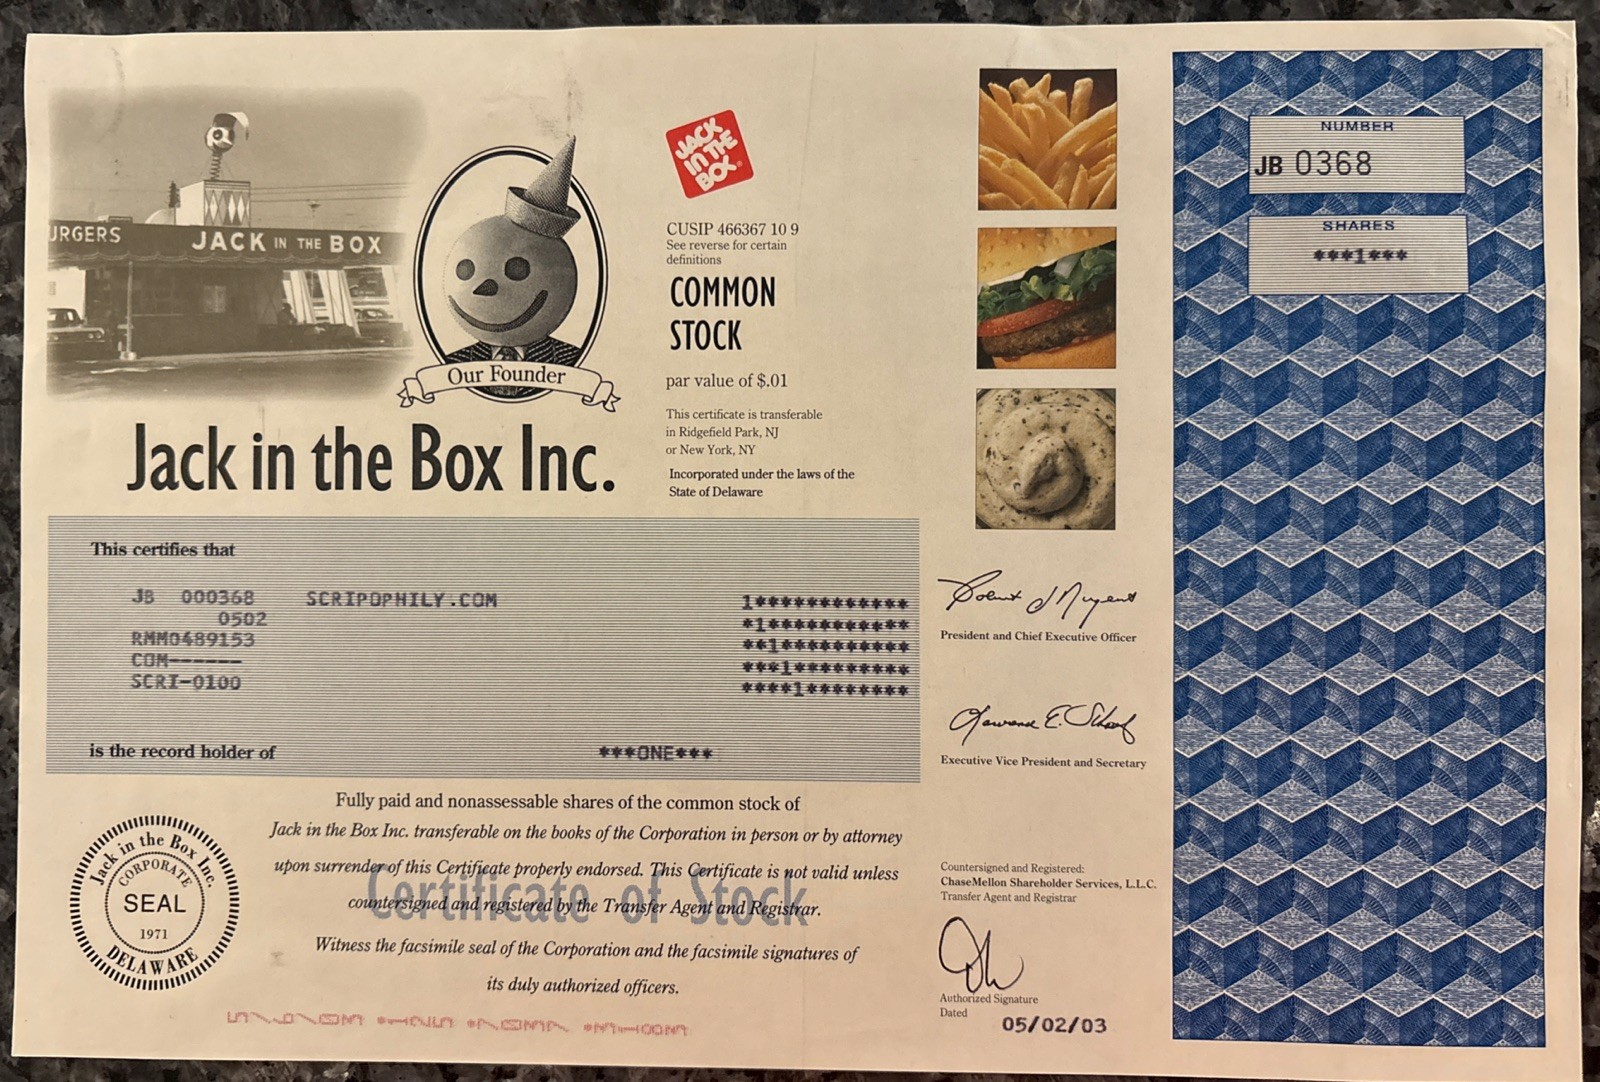 URGERS JACK IN THE BOX
Our Founder
Jack in the Box Inc.
JACK
IN THE
BOX
CUSIP 466367 10 9
See reverse for certain
definitions
COMMON
STOCK
par value of $.01
This certificate is transferable
in Ridgefield Park, NJ
or New York, NY
Incorporated under the laws of the
State of Delaware
NUMBER
JB 0368
SHARES
***1***
This certifies that
JB 000368 SCRIPOPHILY.COM
0502
RMM0489153
COM------
SCRI-0100
1************
*1***********
**1**********
***1*********
****1********
is the record holder of ***ONE***
President and Chief Executive Officer
Lawrence E. Schauf
Executive Vice President and Secretary
Fully paid and nonassessable shares of the common stock of
Jack in the Box Inc. transferable on the books of the Corporation in person or by attorney
upon surrender of this Certificate properly endorsed. This Certificate is not valid unless
countersigned and registered by the Transfer Agent and Registrar.
Certificate of Stock
Witness the facsimile seal of the Corporation and the facsimile signatures of
its duly authorized officers.
Jack in the Box Inc.
CORPORATE
SEAL
1971
DELAWARE
Countersigned and Registered:
ChaseMellon Shareholder Services, L.L.C.
Transfer Agent and Registrar
Authorized Signature
Dated
05/02/03